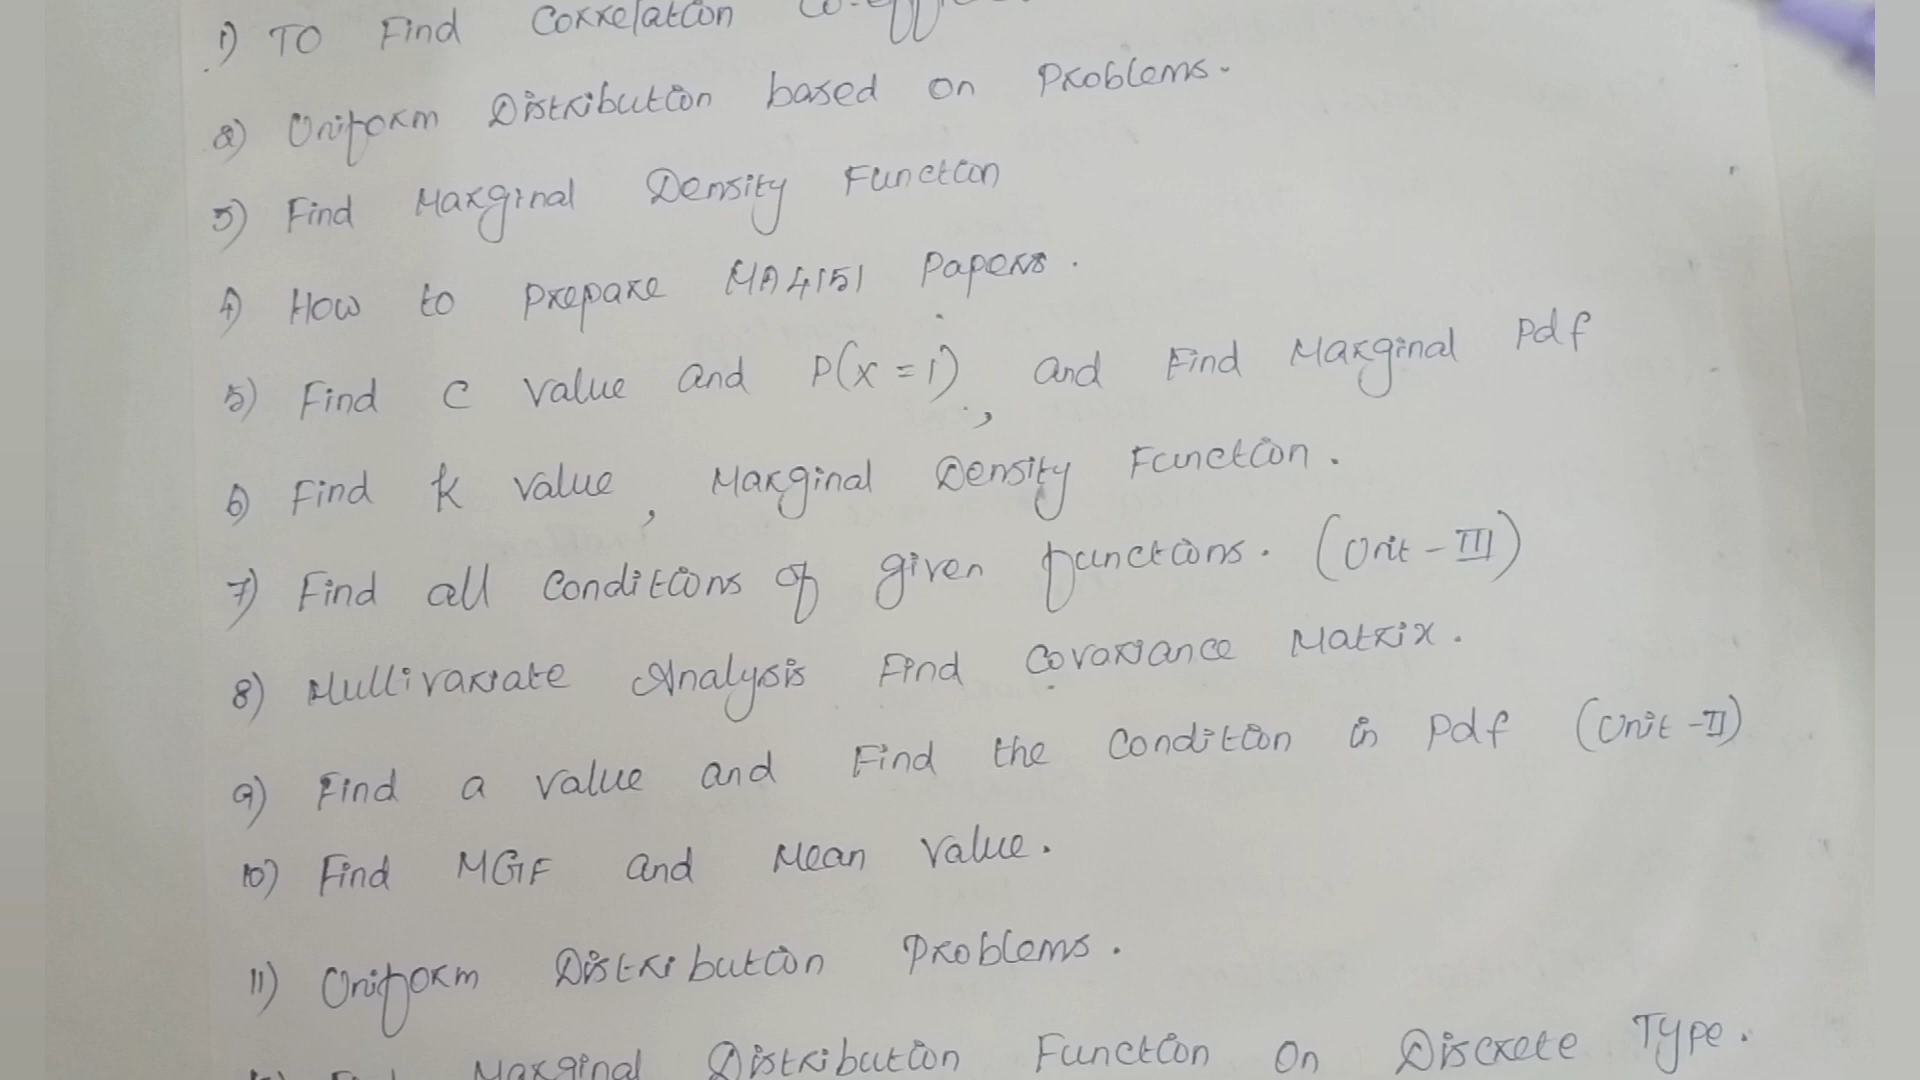 1) TO Find Correlation Co-eff
2) Uniform Distribution based on Problems.
3) Find Marginal Density Function
4) How to prepare MA4151 Papers.
5) Find c value and P(x=1), and Find Marginal Pdf
6) Find k value, Marginal Density Function.
7) Find all conditions of given functions. (Unit - III)
8) Mullivariate Analysis Find Covariance Matrix.
9) Find a value and Find the Condition in Pdf (Unit - II)
10) Find MGF and Mean value.
11) Uniform Distribution Problems.
Marginal Distribution Function On Discrete Type.